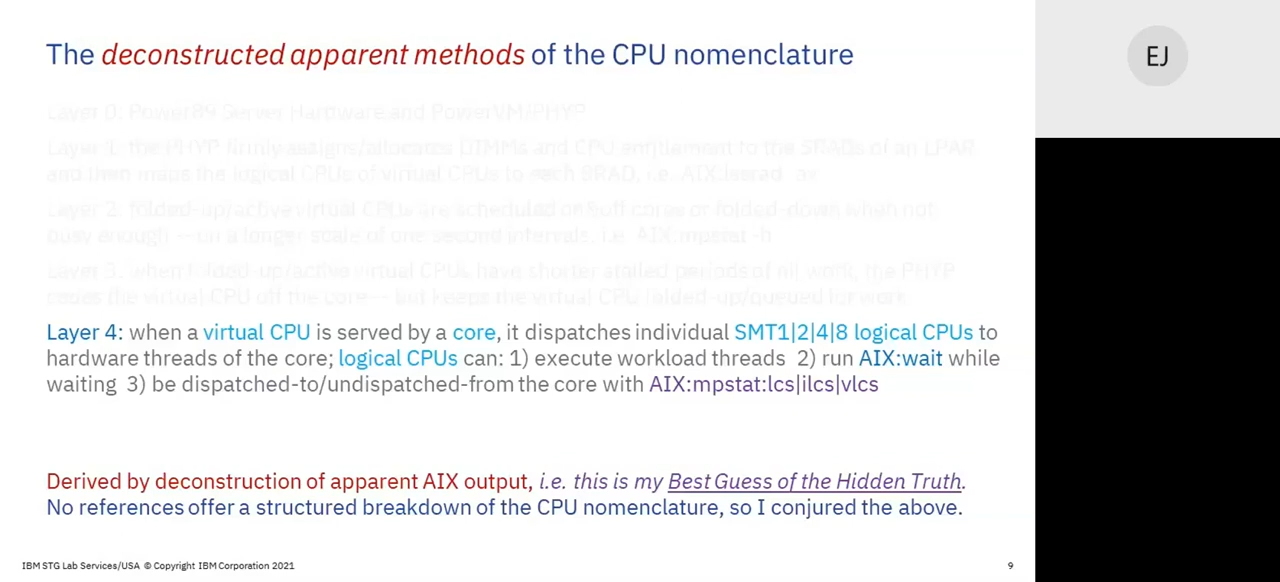 The deconstructed apparent methods of the CPU nomenclature
EJ
Layer 0: Power Server Hardware and PowerVM/PHYP
Layer 1: the PHYP firmly assigns/allocates DIMMs and CPU entitlement to the SRADs of an LPAR
and then maps the logical CPUs of virtual CPUs to each SRAD, i.e. AIX:lssrad -av
Layer 2: folded-up/active virtual CPUs are scheduled on/off cores or folded-down when not
busy enough -- on a longer scale of one second intervals, i.e. AIX:mpstat -h
Layer 3: when folded-up/active virtual CPUs have shorter stalled periods of nil work, the PHYP
the virtual CPU off the core -- but keeps the virtual CPU folded-up/queued for work
Layer 4: when a virtual CPU is served by a core, it dispatches individual SMT1|2|4|8 logical CPUs to
hardware threads of the core; logical CPUs can: 1) execute workload threads 2) run AIX:wait while
waiting 3) be dispatched-to/undispatched-from the core with AIX:mpstat:lcs|ilcs|vlcs
Derived by deconstruction of apparent AIX output, i.e. this is my Best Guess of the Hidden Truth.
No references offer a structured breakdown of the CPU nomenclature, so I conjured the above.
IBM STG Lab Services/USA © Copyright IBM Corporation 2021
9